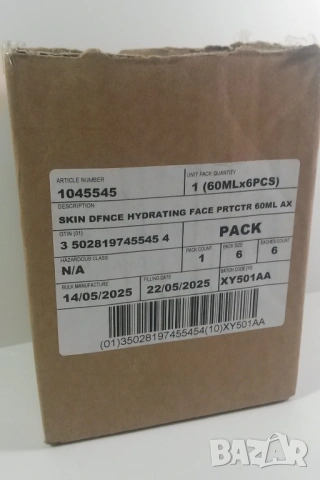 ARTICLE NUMBER
1045545
UNIT PACK QUANTITY
1 (60MLx6PCS)
DESCRIPTION:
SKIN DFNCE HYDRATING FACE PRTCTR 60ML AX
GTIN (01)
3 502819745545 4
PACK
HAZARDOUS CLASS
N/A
PACK COUNT
1
PACK SIZE
6
EACHES COUNT
6
BULK MANUFACTURE
14/05/2025
FILLING DATE
22/05/2025
BATCH CODE (10)
XY501AA
(01)35028197455454(10)XY501AA
BAZAR